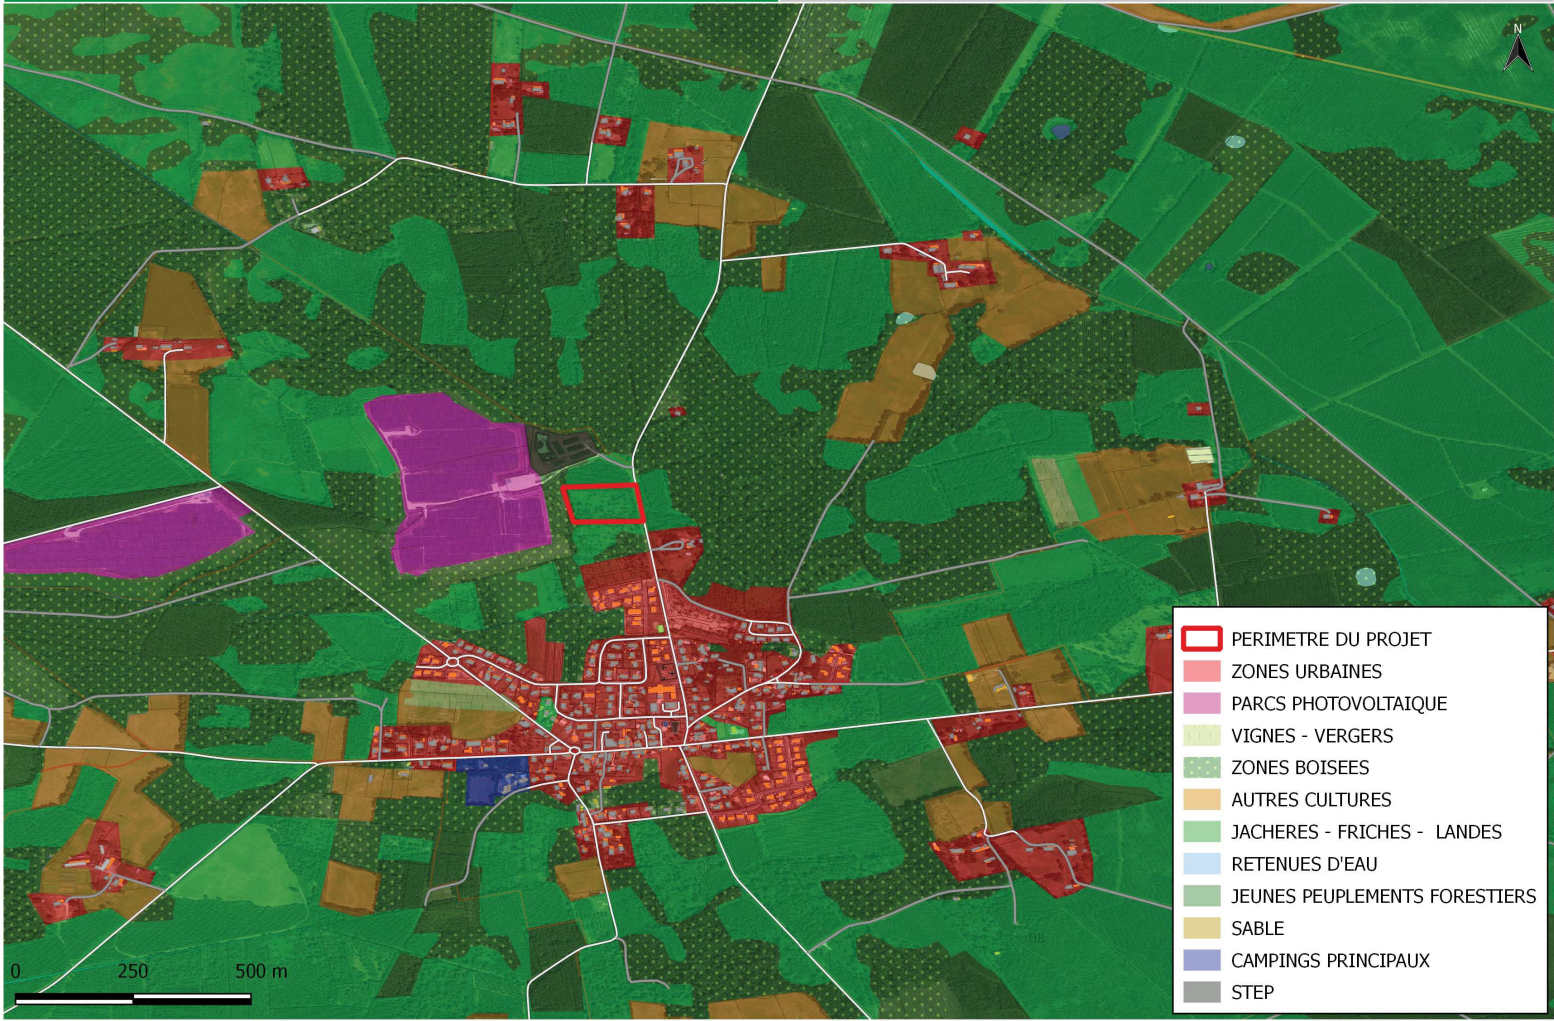 N
PERIMETRE DU PROJET
ZONES URBAINES
PARCS PHOTOVOLTAIQUE
VIGNES - VERGERS
ZONES BOISEES
AUTRES CULTURES
JACHERES - FRICHES - LANDES
RETENUES D'EAU
JEUNES PEUPLEMENTS FORESTIERS
SABLE
CAMPINGS PRINCIPAUX
STEP
0 250 500 m